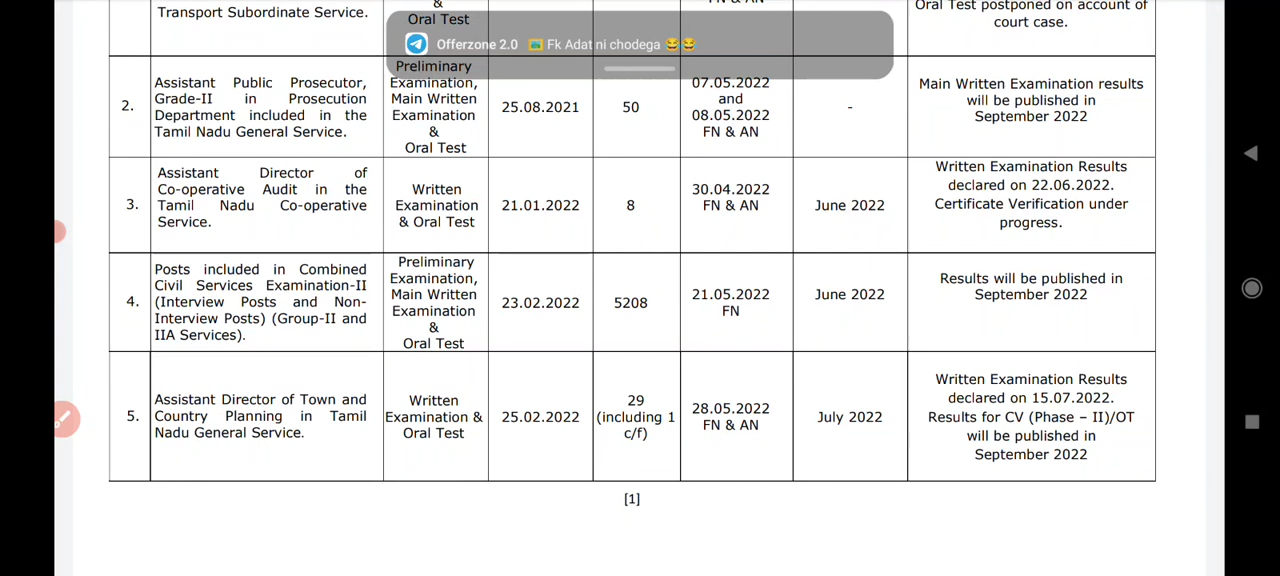 Transport Subordinate Service.
&
Oral Test
FN & AN
Oral Test postponed on account of
court case.
Offerzone 2.0 Fk Adat ni chodega 😂😂
2.
Assistant Public Prosecutor,
Grade-II in Prosecution
Department included in the
Tamil Nadu General Service.
Preliminary
Examination,
Main Written
Examination
&
Oral Test
25.08.2021
50
07.05.2022
and
08.05.2022
FN & AN
-
Main Written Examination results
will be published in
September 2022
3.
Assistant Director of
Co-operative Audit in the
Tamil Nadu Co-operative
Service.
Written
Examination
& Oral Test
21.01.2022
8
30.04.2022
FN & AN
June 2022
Written Examination Results
declared on 22.06.2022.
Certificate Verification under
progress.
4.
Posts included in Combined
Civil Services Examination-II
(Interview Posts and Non-
Interview Posts) (Group-II and
IIA Services).
Preliminary
Examination,
Main Written
Examination
&
Oral Test
23.02.2022
5208
21.05.2022
FN
June 2022
Results will be published in
September 2022
5.
Assistant Director of Town and
Country Planning in Tamil
Nadu General Service.
Written
Examination &
Oral Test
25.02.2022
29
(including 1
c/f)
28.05.2022
FN & AN
July 2022
Written Examination Results
declared on 15.07.2022.
Results for CV (Phase – II)/OT
will be published in
September 2022
[1]